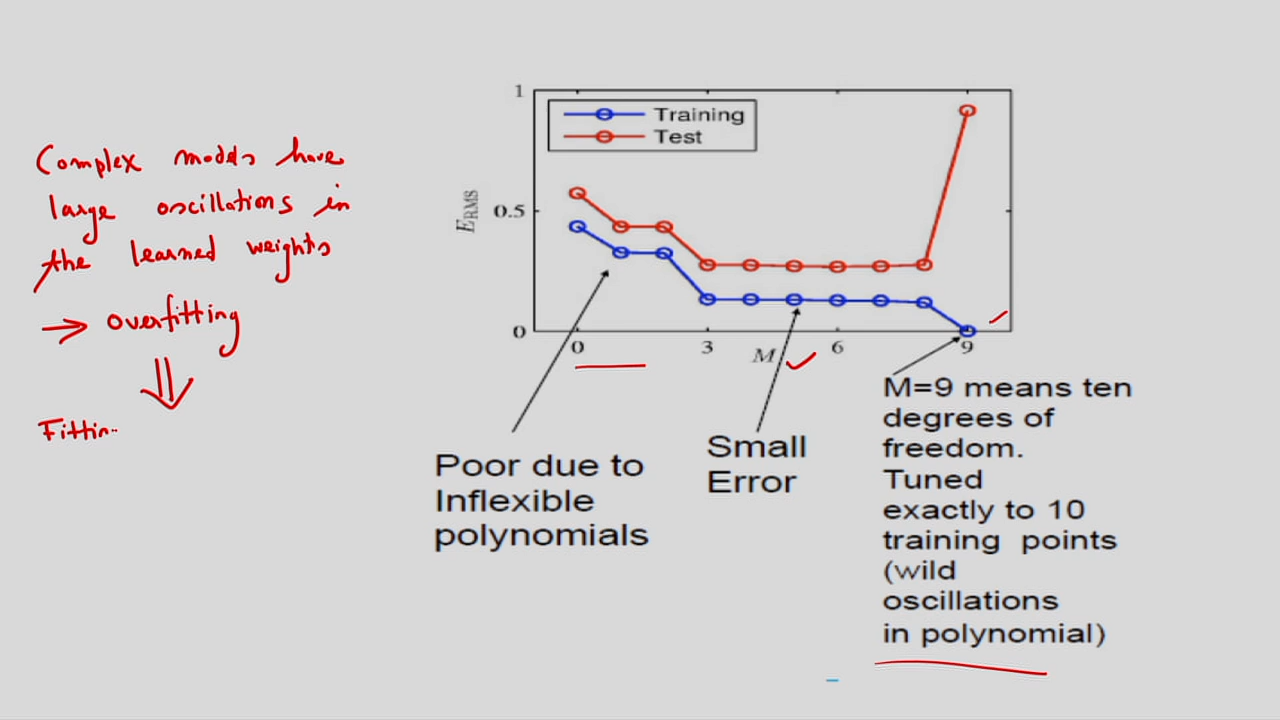 Complex models have
large oscillations in
the learned weights
→ overfitting
⇓
Fittin
1
Training
Test
E_RMS
0.5
0
0 3 M 6 9
Poor due to
Inflexible
polynomials
Small
Error
M=9 means ten
degrees of
freedom.
Tuned
exactly to 10
training points
(wild
oscillations
in polynomial)